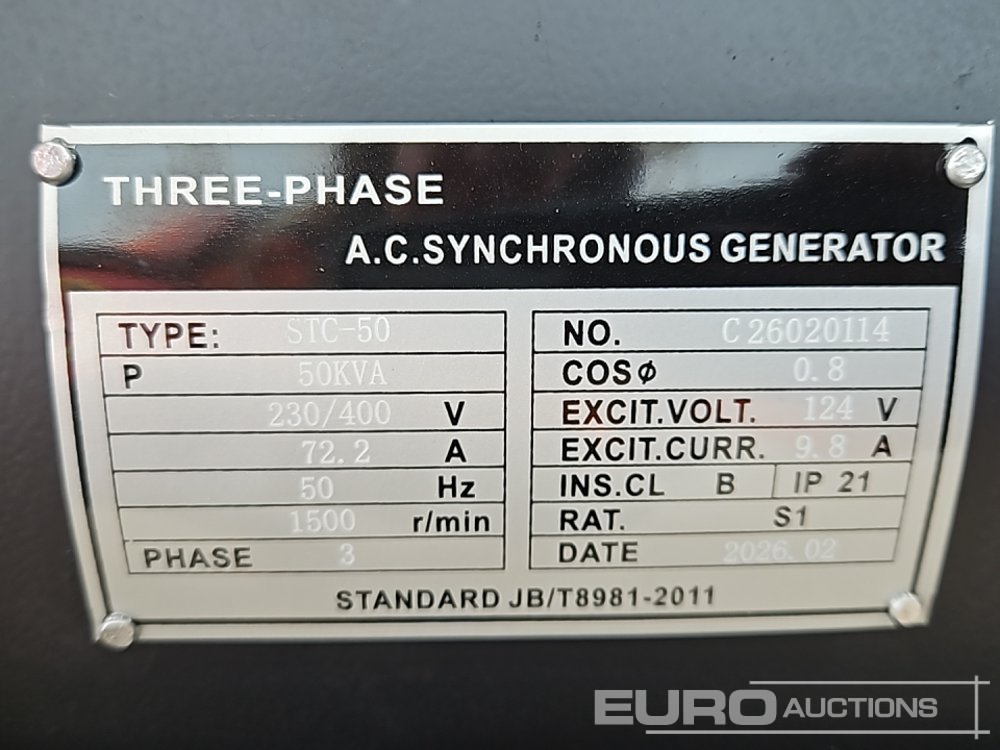 THREE-PHASE
A.C.SYNCHRONOUS GENERATOR
TYPE: STC-50
P 50KVA
230/400 V
72.2 A
50 Hz
1500 r/min
PHASE 3
NO. C26020114
COSφ 0.8
EXCIT.VOLT. 124 V
EXCIT.CURR. 9.8 A
INS.CL B IP 21
RAT. S1
DATE 2026.02
STANDARD JB/T8981-2011
EURO AUCTIONS